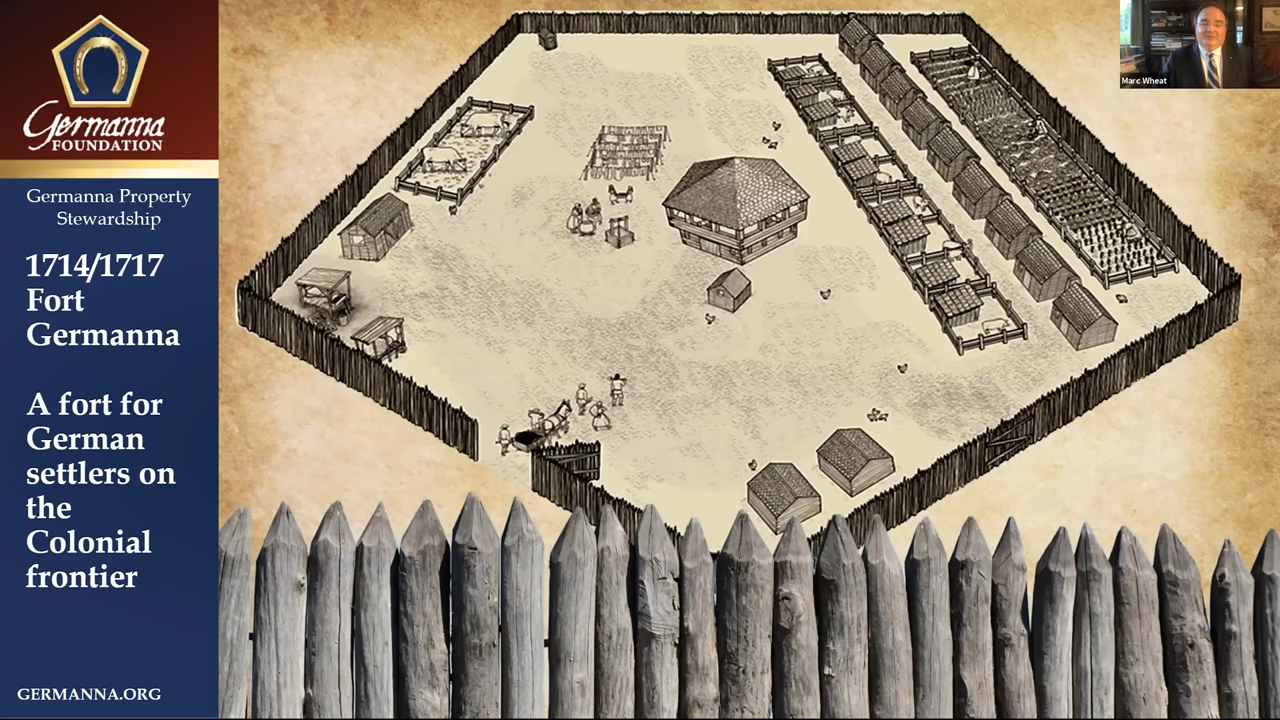 Germanna
FOUNDATION
Germanna Property
Stewardship
1714/1717
Fort
Germanna
A fort for
German
settlers on
the
Colonial
frontier
GERMANNA.ORG
Marc Wheat